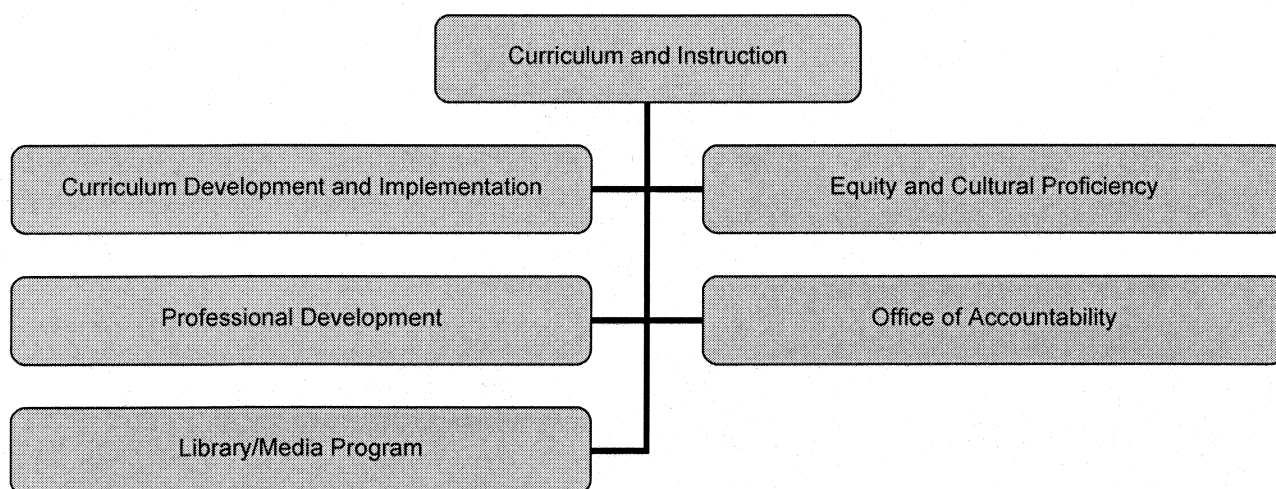 Curriculum and Instruction
Curriculum Development and Implementation
Equity and Cultural Proficiency
Professional Development
Office of Accountability
Library/Media Program